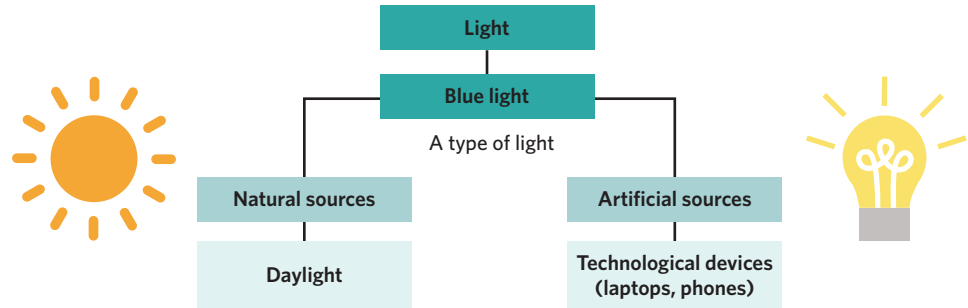 Light
Blue light
A type of light
Natural sources
Artificial sources
Daylight
Technological devices
(laptops, phones)